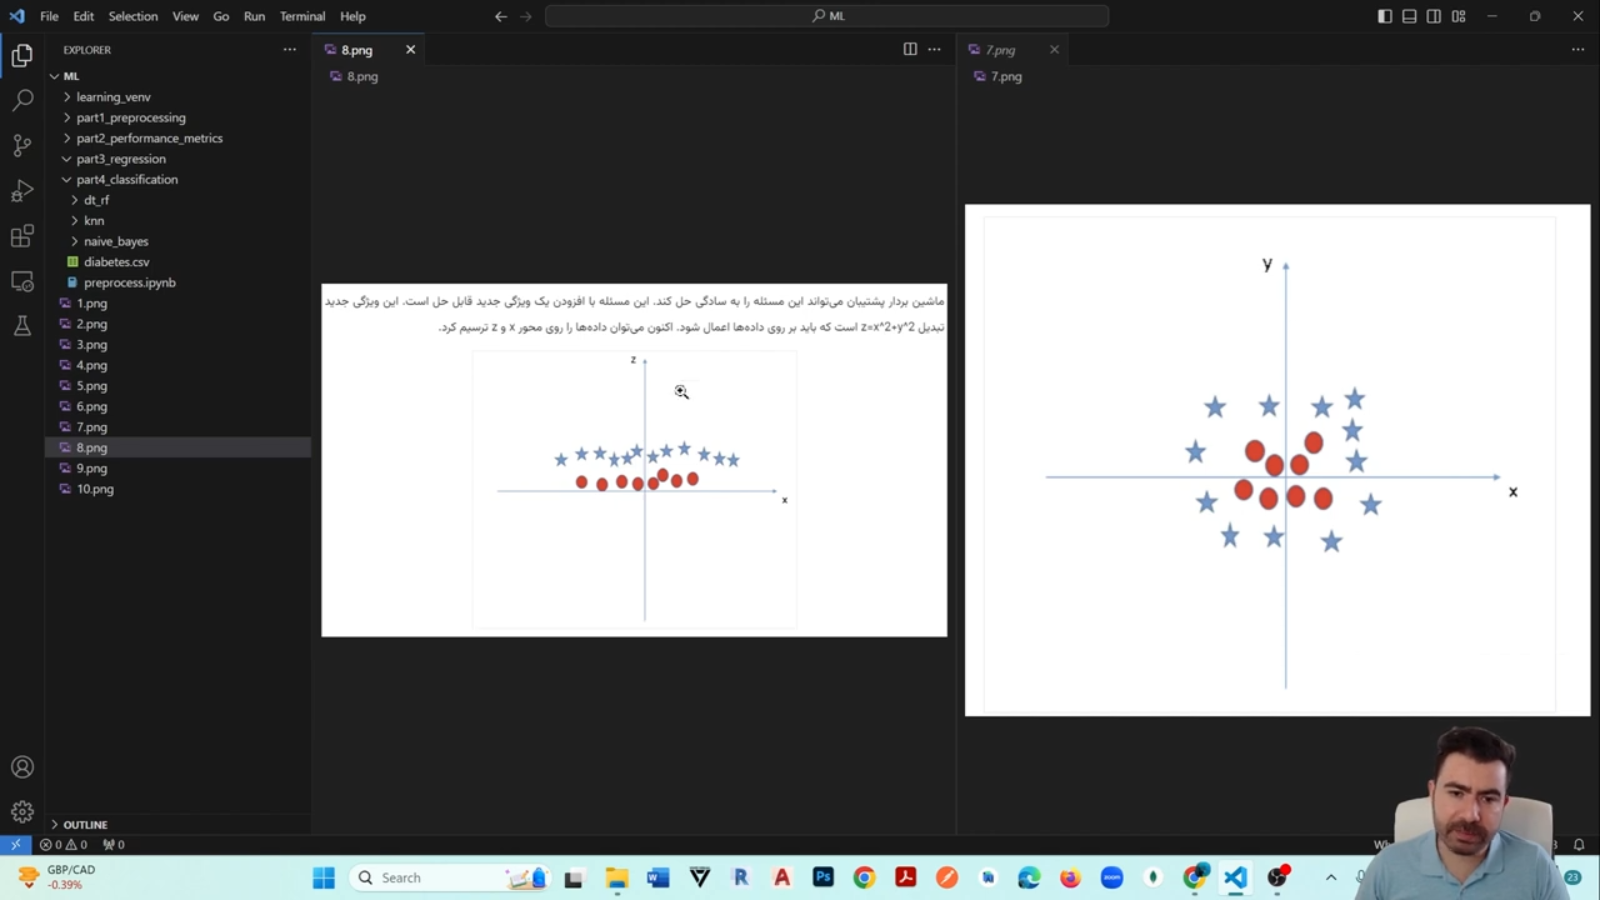 File Edit Selection View Go Run Terminal Help
ML
EXPLORER
ML
learning_venv
part1_preprocessing
part2_performance_metrics
part3_regression
part4_classification
dt_rf
knn
naive_bayes
diabetes.csv
preprocess.ipynb
1.png
2.png
3.png
4.png
5.png
6.png
7.png
8.png
9.png
10.png
OUTLINE
8.png
8.png
ماشین بردار پشتیبان می‌تواند این مسئله را به سادگی حل کند. این مسئله با افزودن یک ویژگی جدید قابل حل است. این ویژگی جدید
تبدیل z=x^2+y^2 است که باید بر روی داده‌ها اعمال شود. اکنون می‌توان داده‌ها را روی محور x و z ترسیم کرد.
z
x
7.png
7.png
y
x
0 0 0
GBP/CAD
-0.39%
Search
zoom
23